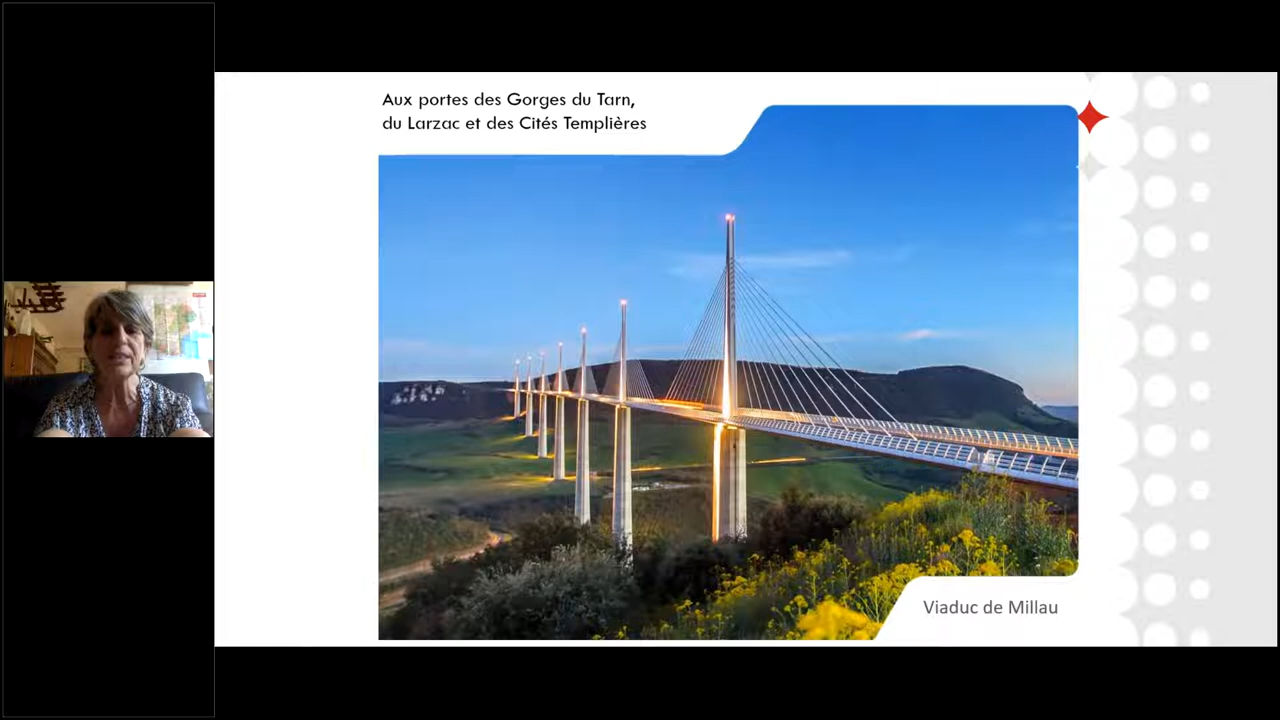 Aux portes des Gorges du Tarn,
du Larzac et des Cités Templières
Viaduc de Millau